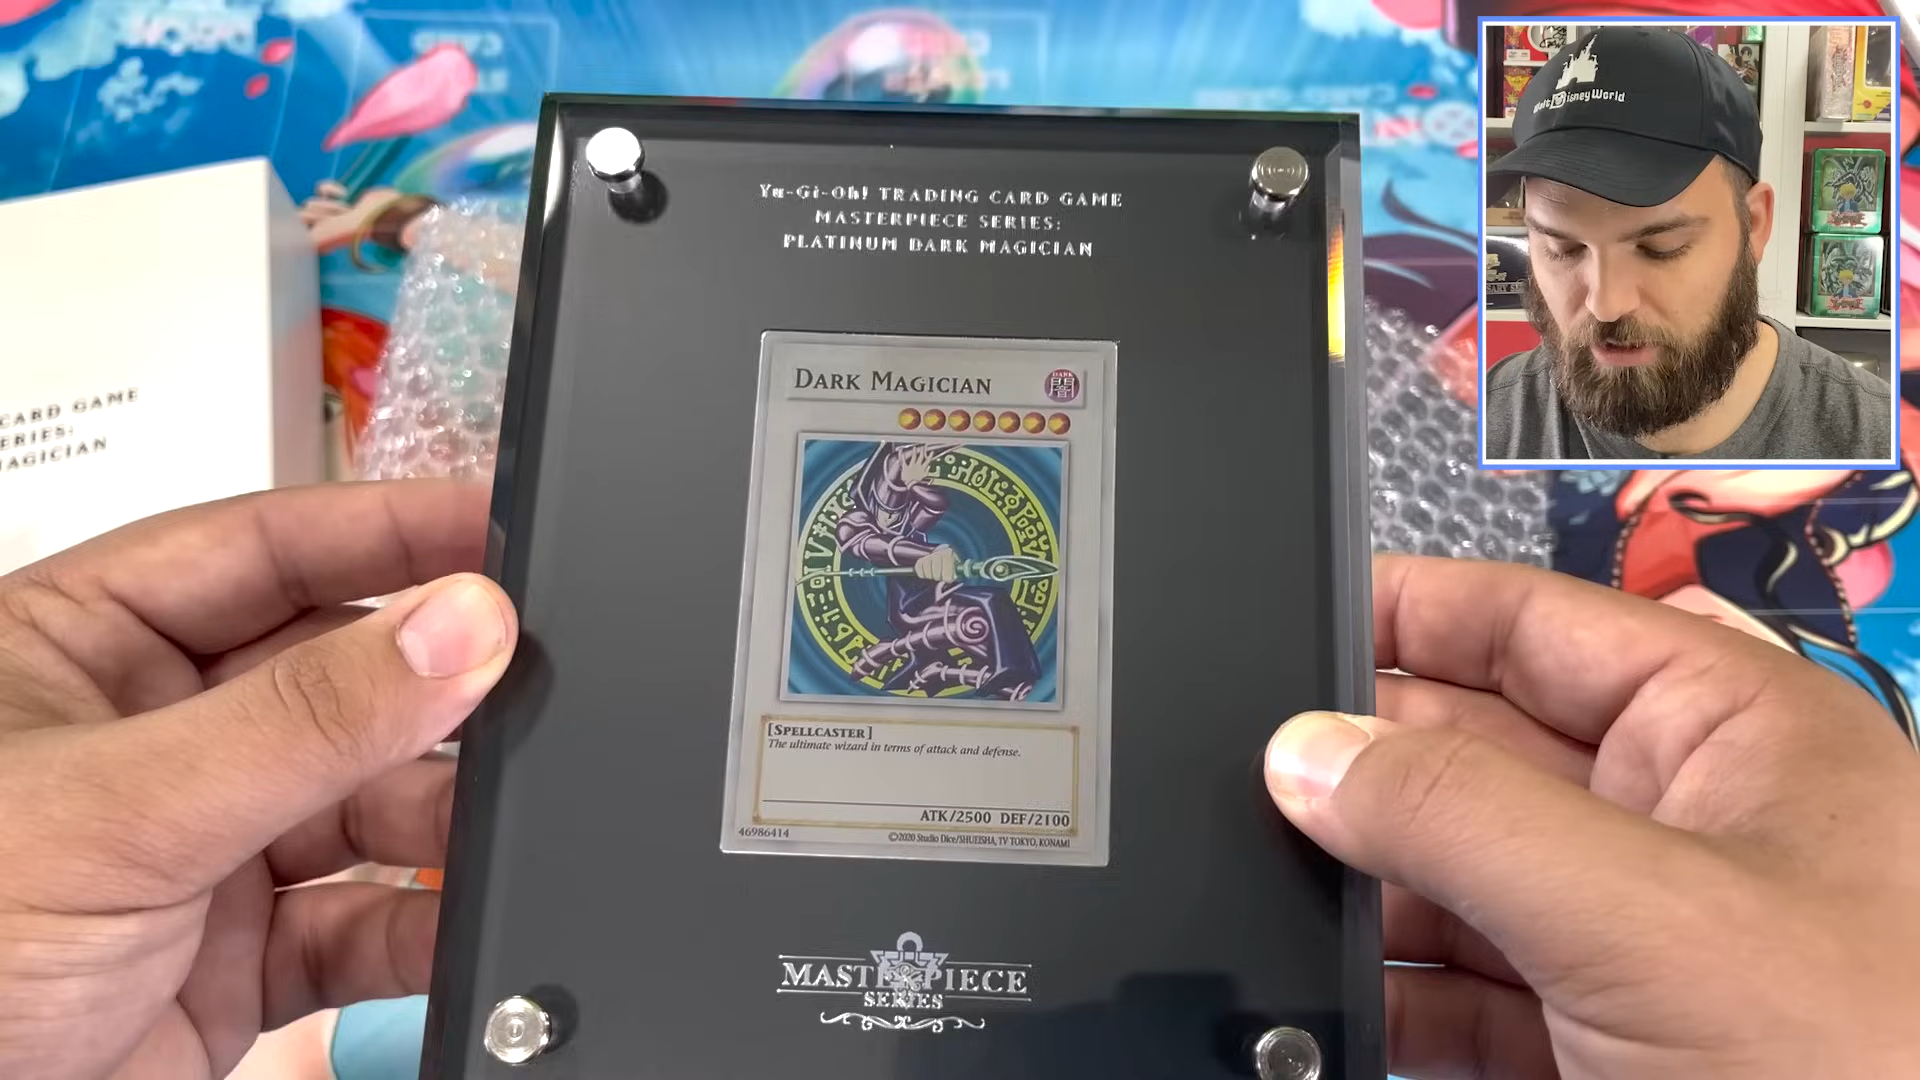 Yu-Gi-Oh! TRADING CARD GAME
MASTERPIECE SERIES:
PLATINUM DARK MAGICIAN
DARK MAGICIAN
DARK
闇
[SPELLCASTER]
The ultimate wizard in terms of attack and defense.
ATK/2500 DEF/2100
46986414
©2020 Studio Dice/SHUEISHA, TV TOKYO, KONAMI
MASTERPIECE
SERIES
CARD GAME
ERIES:
MAGICIAN
Walt Disney World